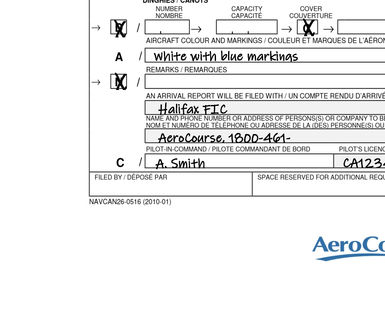 DINGHIES / CANOTS
NUMBER CAPACITY COVER
NOMBRE CAPACITÉ COUVERTURE
→ / , → , → C →
AIRCRAFT COLOUR AND MARKINGS / COULEUR ET MARQUES DE L'AÉRON
A / White with blue markings
REMARKS / REMARQUES
→ N /
AN ARRIVAL REPORT WILL BE FILED WITH / UN COMPTE RENDU D'ARRIVÉ
Halifax FIC
NAME AND PHONE NUMBER OR ADDRESS OF PERSONS(S) OR COMPANY TO BE
NOM ET NUMÉRO DE TÉLÉPHONE OU ADRESSE DE LA (DES) PERSONNE(S) OU
AeroCourse, 1800-461-
PILOT-IN-COMMAND / PILOTE COMMANDANT DE BORD PILOT'S LICENC
C / A. Smith CA1234
FILED BY / DÉPOSÉ PAR SPACE RESERVED FOR ADDITIONAL REQU
NAVCAN26-0516 (2010-01)
AeroCo